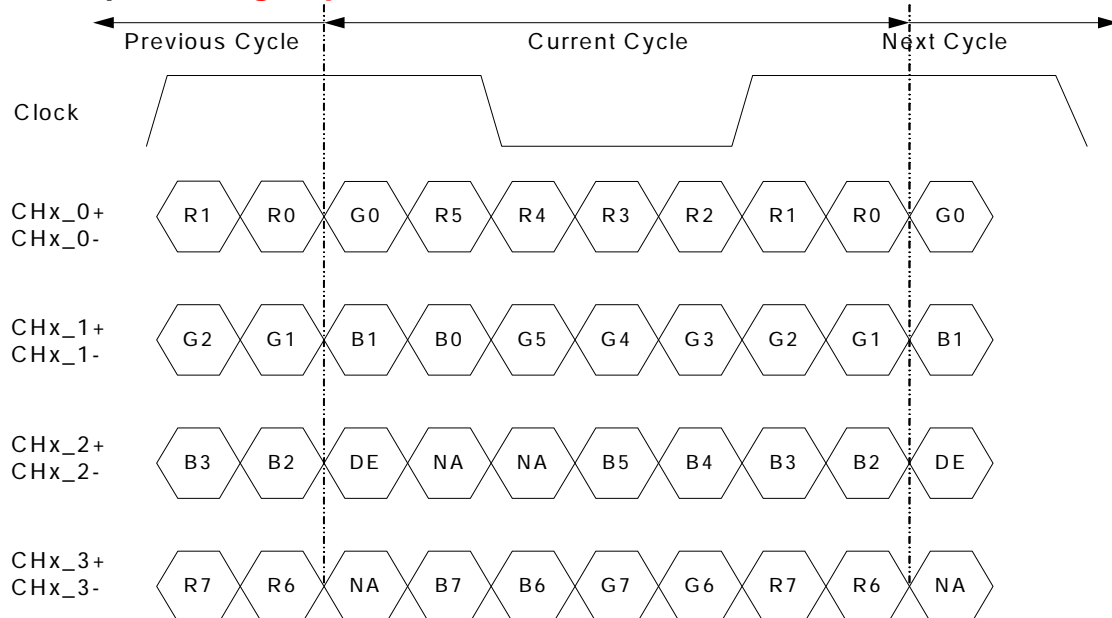 Previous Cycle Current Cycle Next Cycle
Clock
CHx_0+
CHx_0-
R1 R0 G0 R5 R4 R3 R2 R1 R0 G0
CHx_1+
CHx_1-
G2 G1 B1 B0 G5 G4 G3 G2 G1 B1
CHx_2+
CHx_2-
B3 B2 DE NA NA B5 B4 B3 B2 DE
CHx_3+
CHx_3-
R7 R6 NA B7 B6 G7 G6 R7 R6 NA